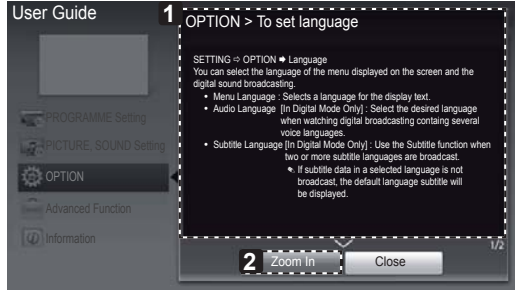 User Guide
1
OPTION > To set language
SETTING ⇨ OPTION ➡ Language
You can select the language of the menu displayed on the screen and the
digital sound broadcasting.
• Menu Language : Selects a language for the display text.
• Audio Language [In Digital Mode Only] : Select the desired language
when watching digital broadcasting containg several
voice languages.
• Subtitle Language [In Digital Mode Only] : Use the Subtitle function when
two or more subtitle languages are broadcast.
If subtitle data in a selected language is not
broadcast, the default language subtitle will
be displayed.
PROGRAMME Setting
PICTURE, SOUND Setting
OPTION
Advanced Function
Information
1/2
2 Zoom In
Close